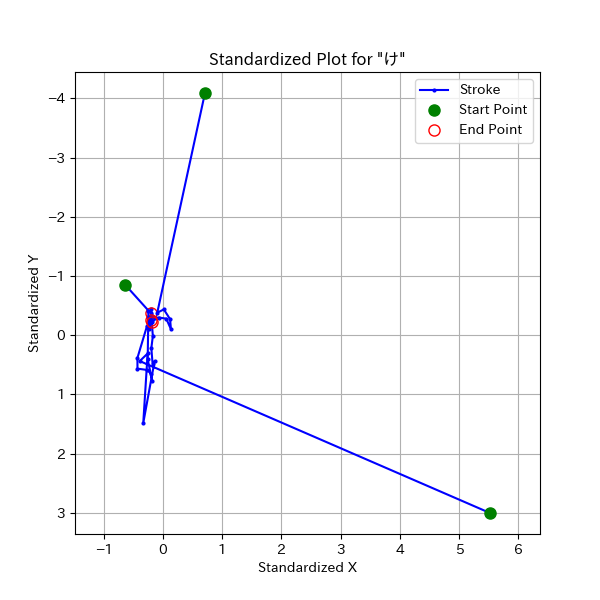 Standardized Plot for "け"
Stroke
Start Point
End Point
Standardized Y
−4
−3
−2
−1
0
1
2
3
−1 0 1 2 3 4 5 6
Standardized X